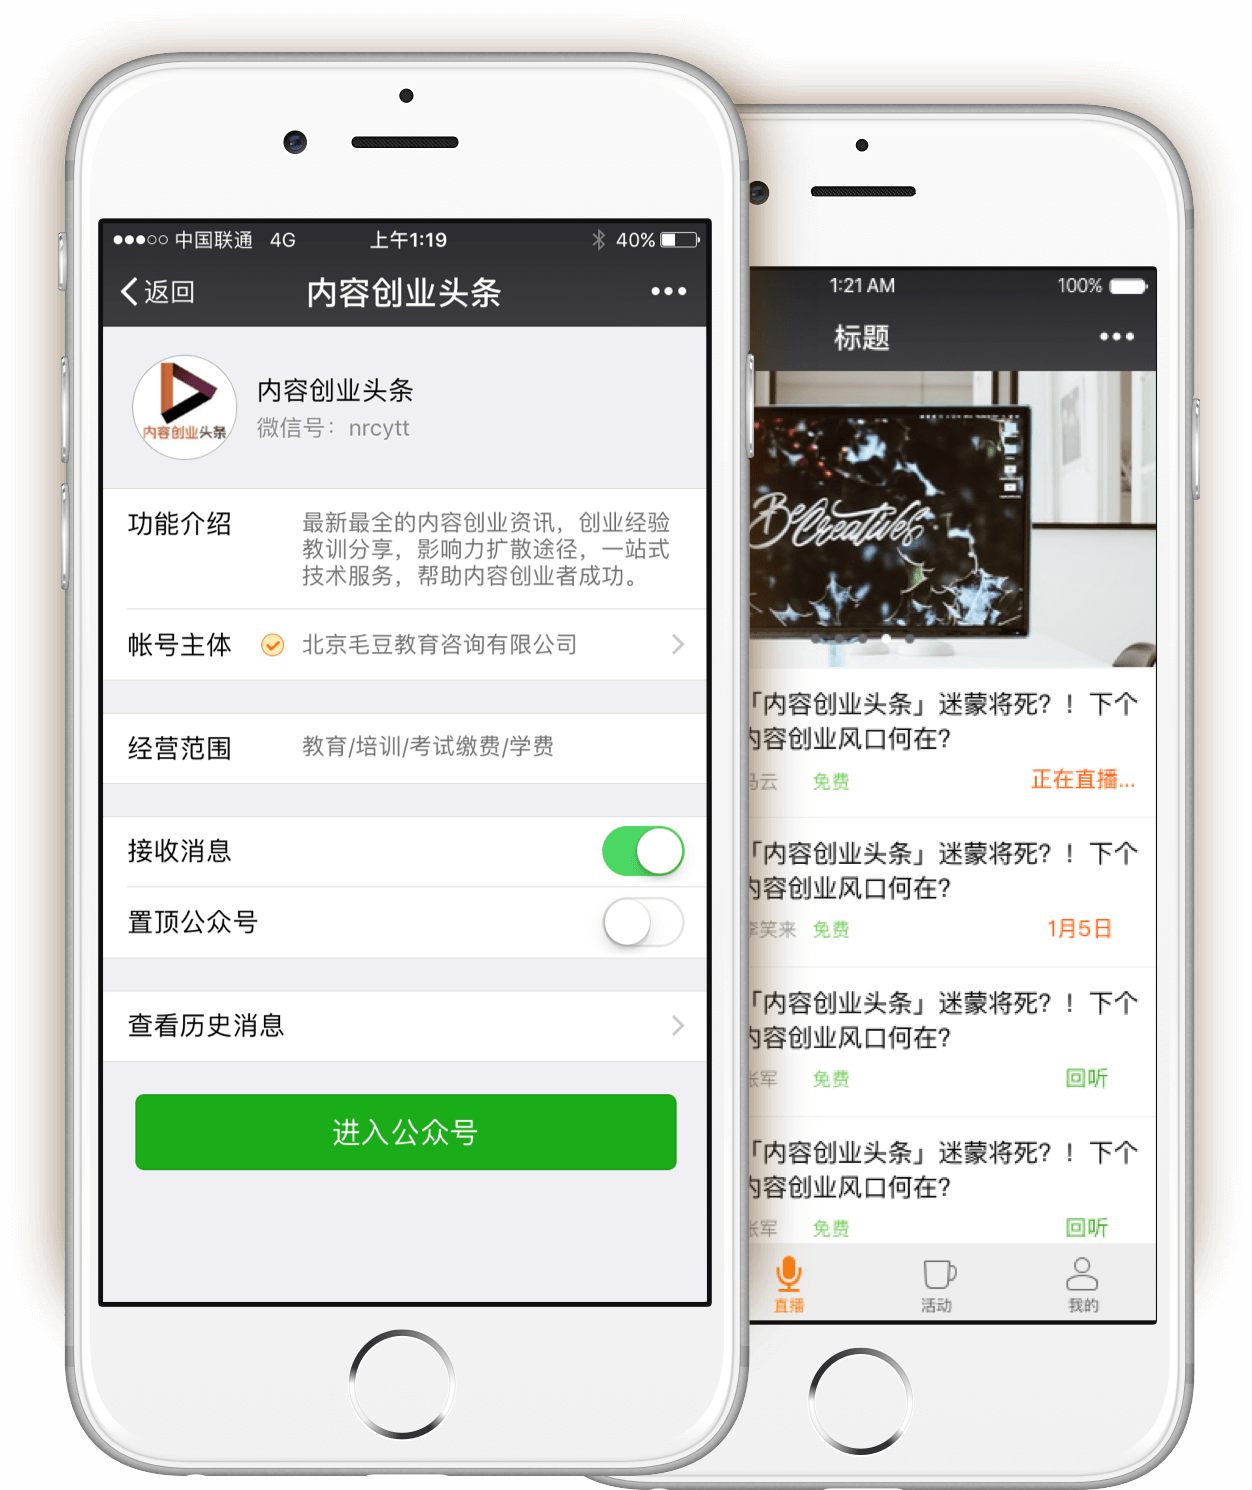 中国联通 4G 上午1:19 40%
返回 内容创业头条
内容创业头条
内容创业头条
微信号：nrcytt
功能介绍
最新最全的内容创业资讯，创业经验
教训分享，影响力扩散途径，一站式
技术服务，帮助内容创业者成功。
帐号主体 北京毛豆教育咨询有限公司
经营范围 教育/培训/考试缴费/学费
接收消息
置顶公众号
查看历史消息
进入公众号
1:21 AM 100%
标题
Be Creatives
「内容创业头条」迷蒙将死？！下个
内容创业风口何在？
马云 免费 正在直播...
「内容创业头条」迷蒙将死？！下个
内容创业风口何在？
李笑来 免费 1月5日
「内容创业头条」迷蒙将死？！下个
内容创业风口何在？
张军 免费 回听
「内容创业头条」迷蒙将死？！下个
内容创业风口何在？
张军 免费 回听
直播 活动 我的